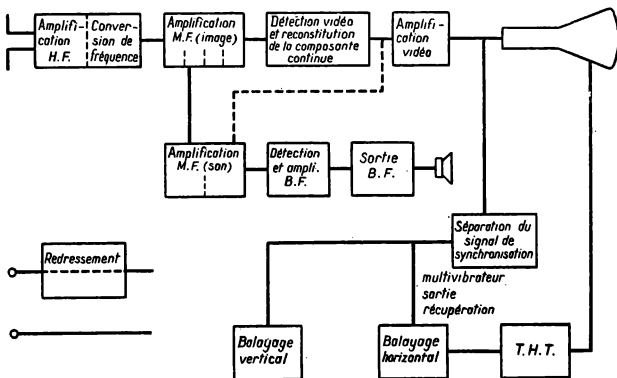 Amplifi-
cation
H.F.
Conver-
sion de
fréquence
Amplification
M.F. (image)
Détection vidéo
et reconstitution
de la composante
continue
Amplifi-
cation
vidéo
Amplification
M.F. (son)
Détection
et ampli.
B.F.
Sortie
B.F.
Redressement
Séparation du
signal de
synchronisation
multivibrateur
sortie
récupération
Balayage
vertical
Balayage
horizontal
T.H.T.